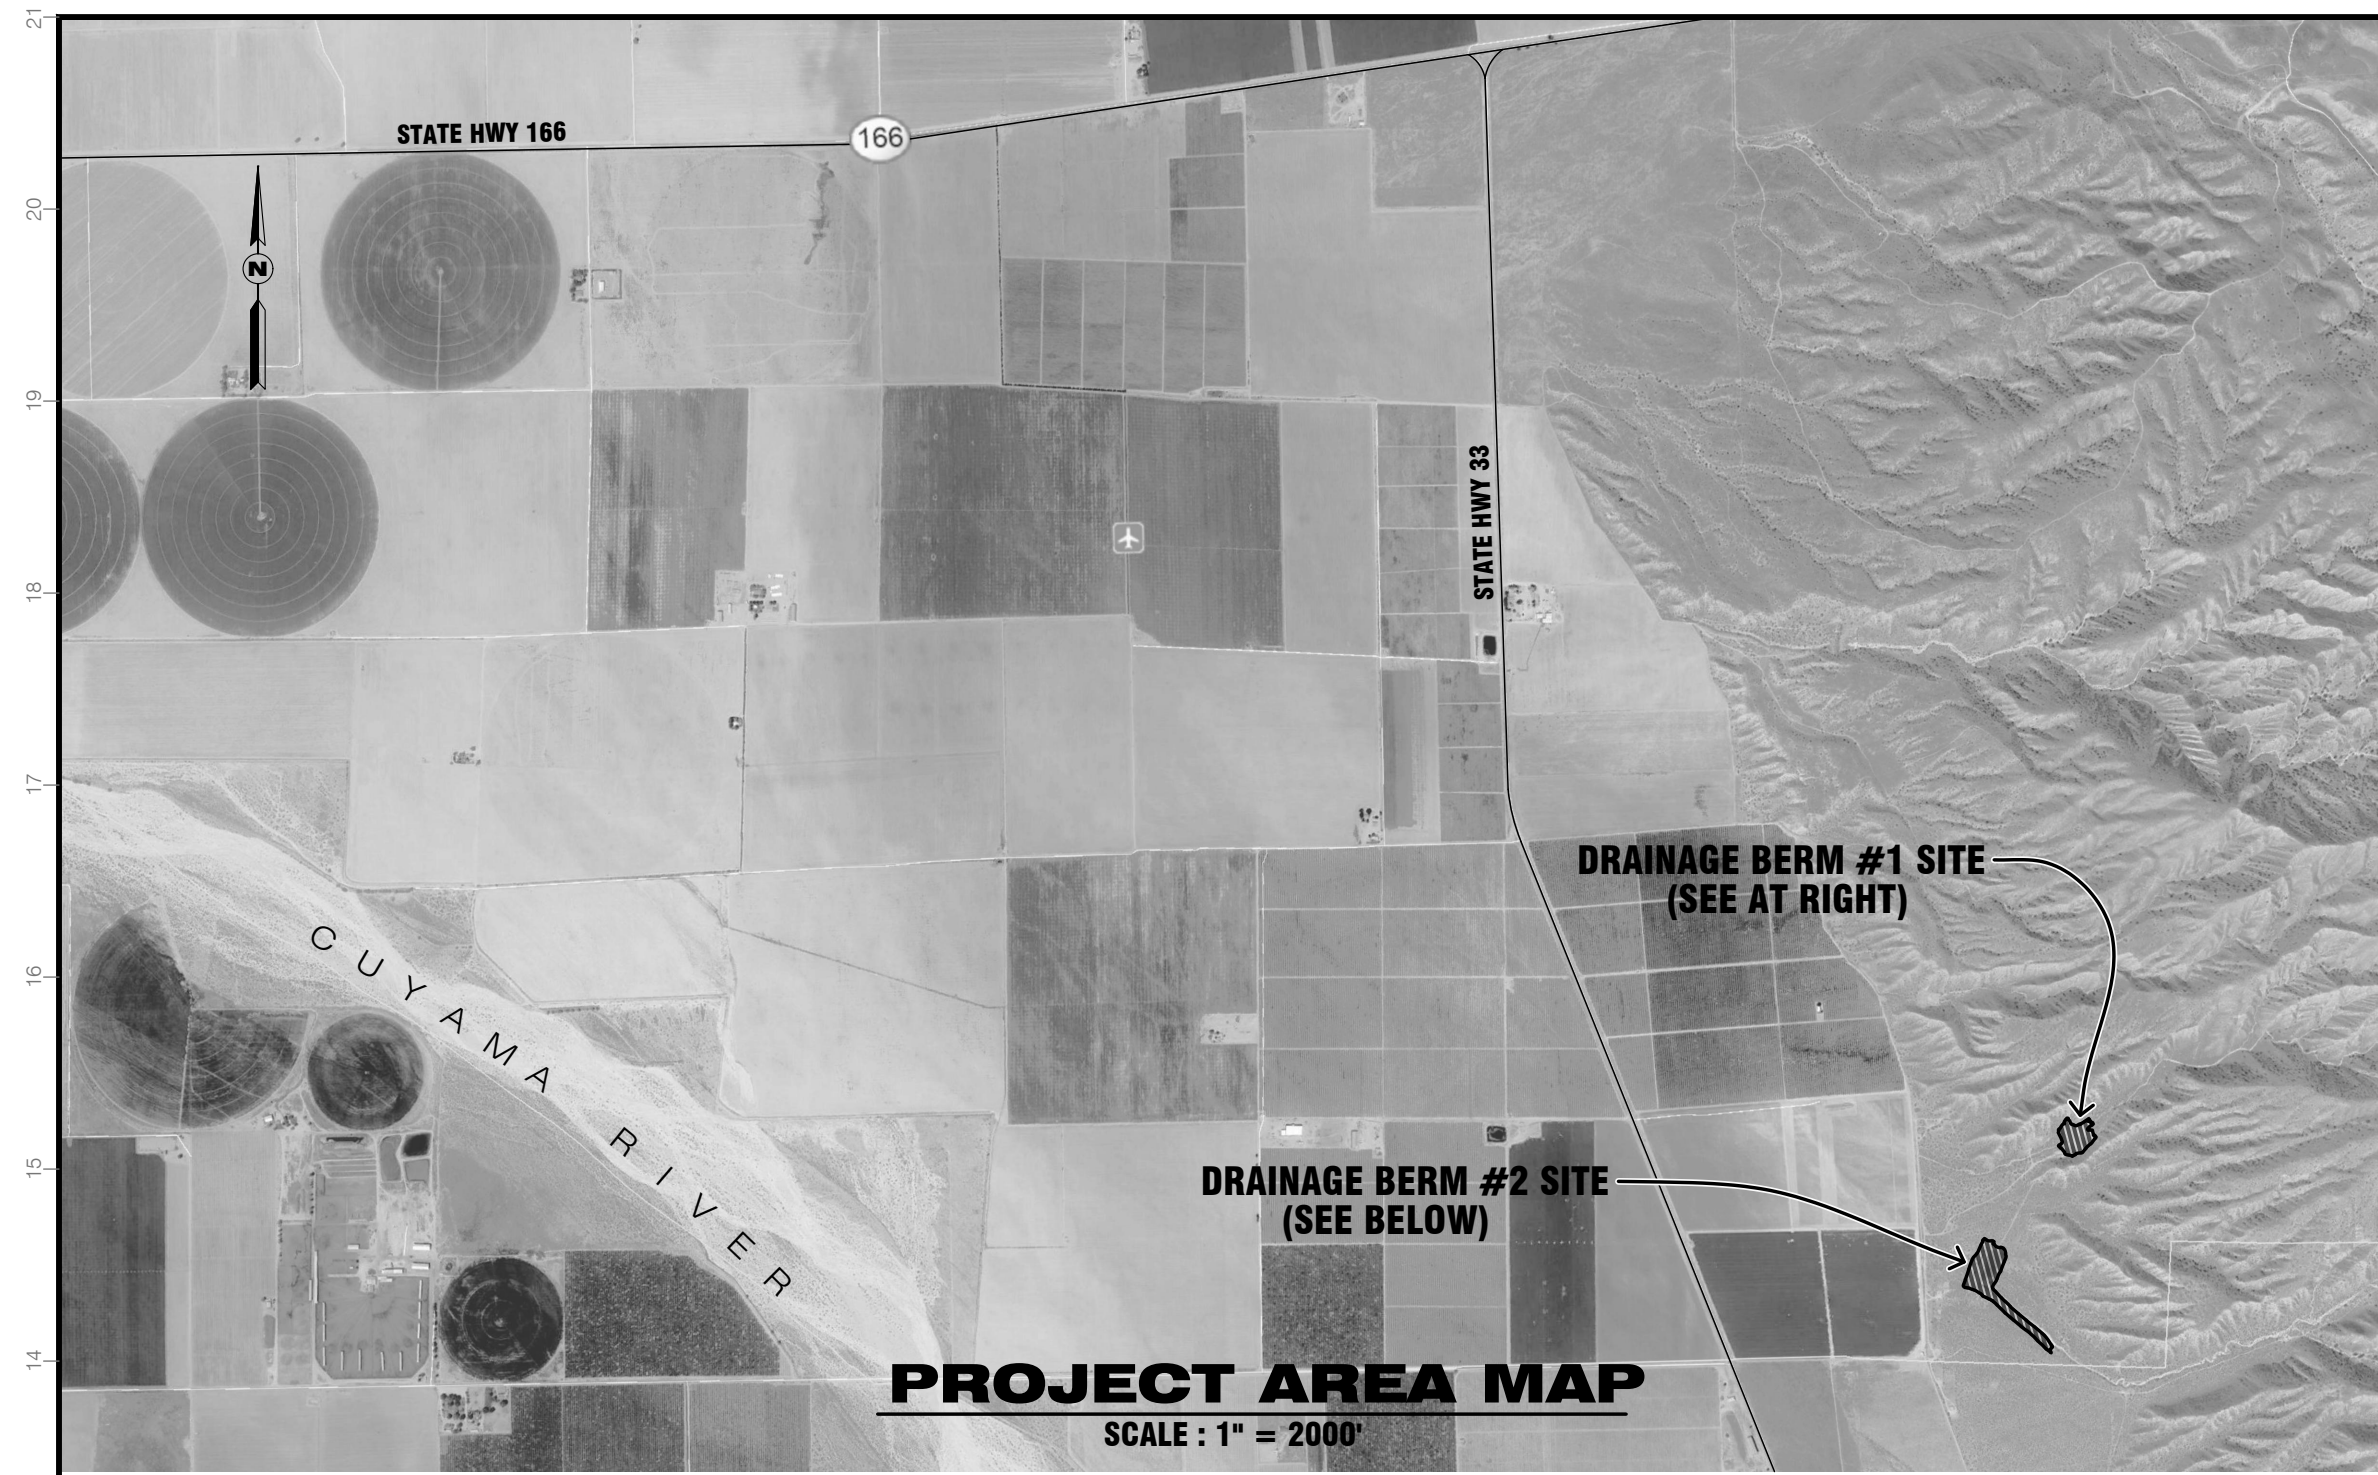 21
20
19
18
17
16
15
14
STATE HWY 166
166
N
STATE HWY 33
DRAINAGE BERM #1 SITE
(SEE AT RIGHT)
CUYAMA RIVER
DRAINAGE BERM #2 SITE
(SEE BELOW)
PROJECT AREA MAP
SCALE : 1" = 2000'